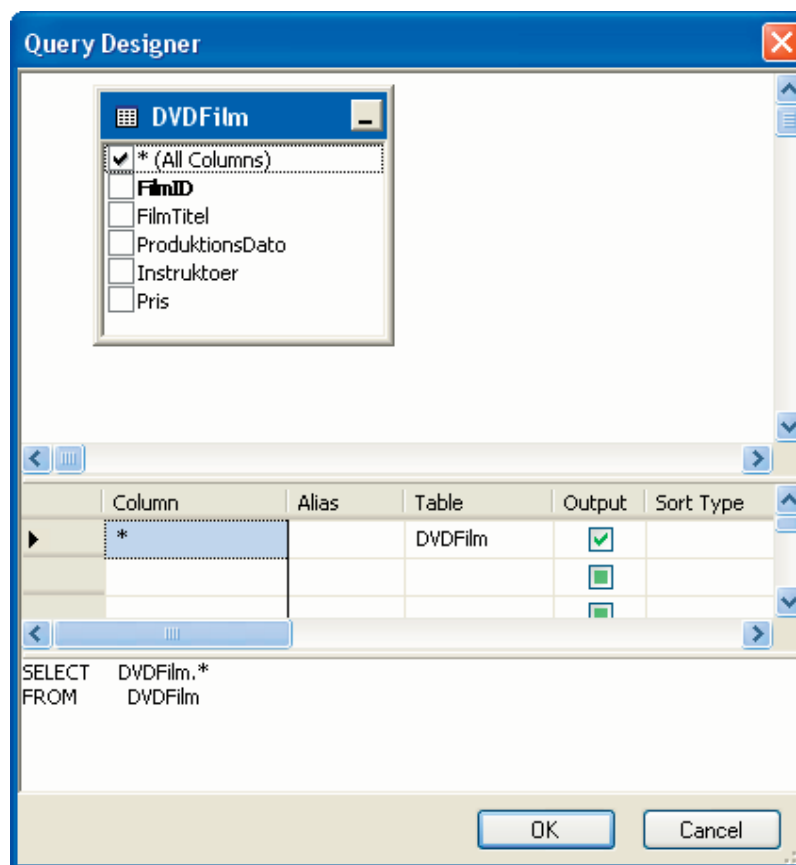 Query Designer
DVDFilm
* (All Columns)
FilmID
FilmTitel
ProduktionsDato
Instruktoer
Pris
Column Alias Table Output Sort Type
* DVDFilm
SELECT DVDFilm.*
FROM DVDFilm
OK Cancel